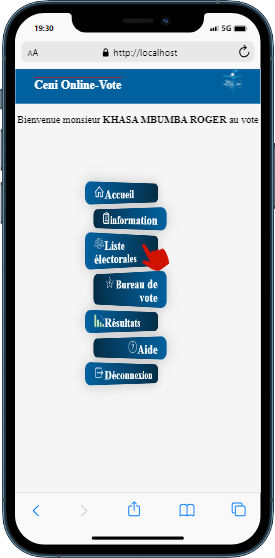 19:30
5G
AA http://localhost
Ceni Online-Vote
Bienvenue monsieur KHASA MBUMBA ROGER au vote
Accueil
information
Liste
électorales
Bureau de
vote
Résultats
Aide
Déconnexion